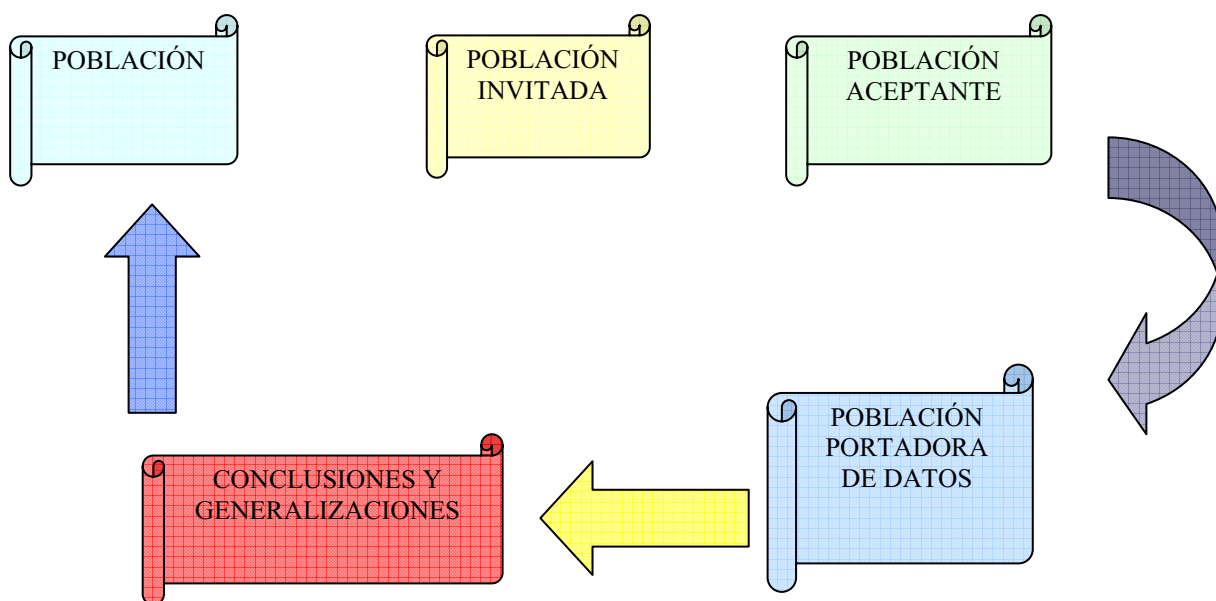 POBLACIÓN
POBLACIÓN
INVITADA
POBLACIÓN
ACEPTANTE
POBLACIÓN
PORTADORA
DE DATOS
CONCLUSIONES Y
GENERALIZACIONES